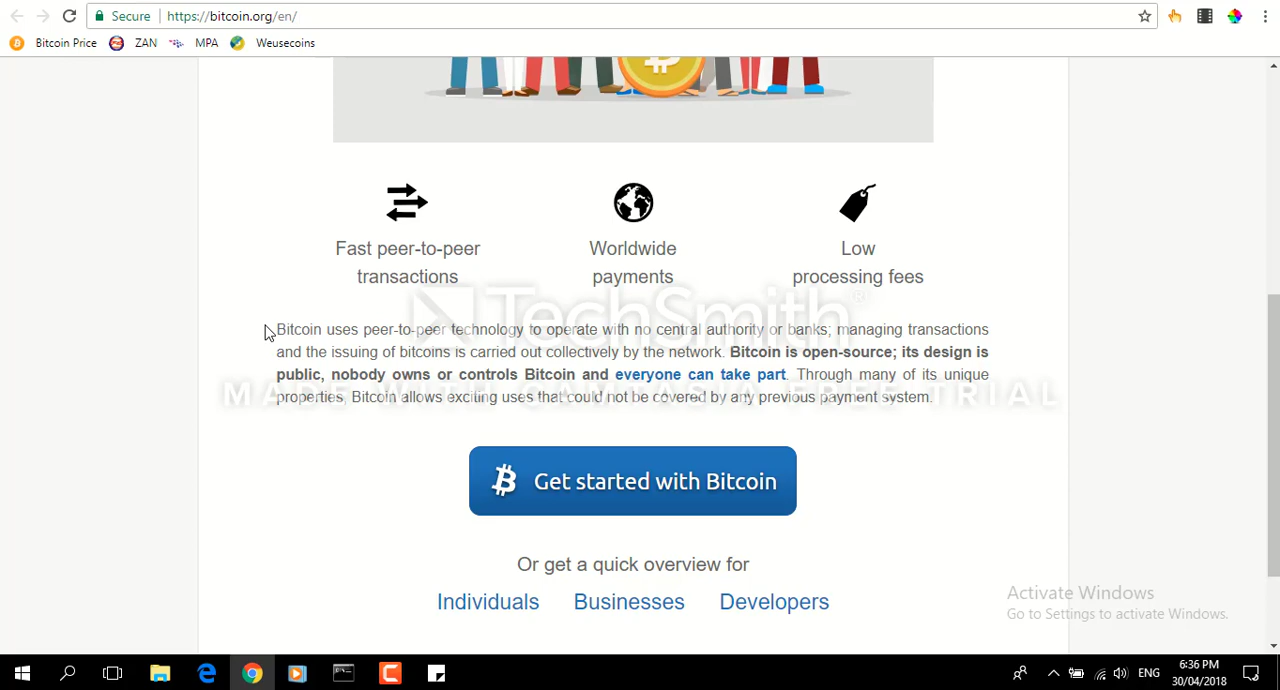 Secure https://bitcoin.org/en/
Bitcoin Price ZAN MPA Weusecoins
Fast peer-to-peer
transactions
Worldwide
payments
Low
processing fees
TechSmith®
Bitcoin uses peer-to-peer technology to operate with no central authority or banks; managing transactions
and the issuing of bitcoins is carried out collectively by the network. Bitcoin is open-source; its design is
public, nobody owns or controls Bitcoin and everyone can take part. Through many of its unique
properties, Bitcoin allows exciting uses that could not be covered by any previous payment system.
MADE WITH CAMTASIA FREE TRIAL
Get started with Bitcoin
Or get a quick overview for
Individuals Businesses Developers
Activate Windows
Go to Settings to activate Windows.
ENG
6:36 PM
30/04/2018